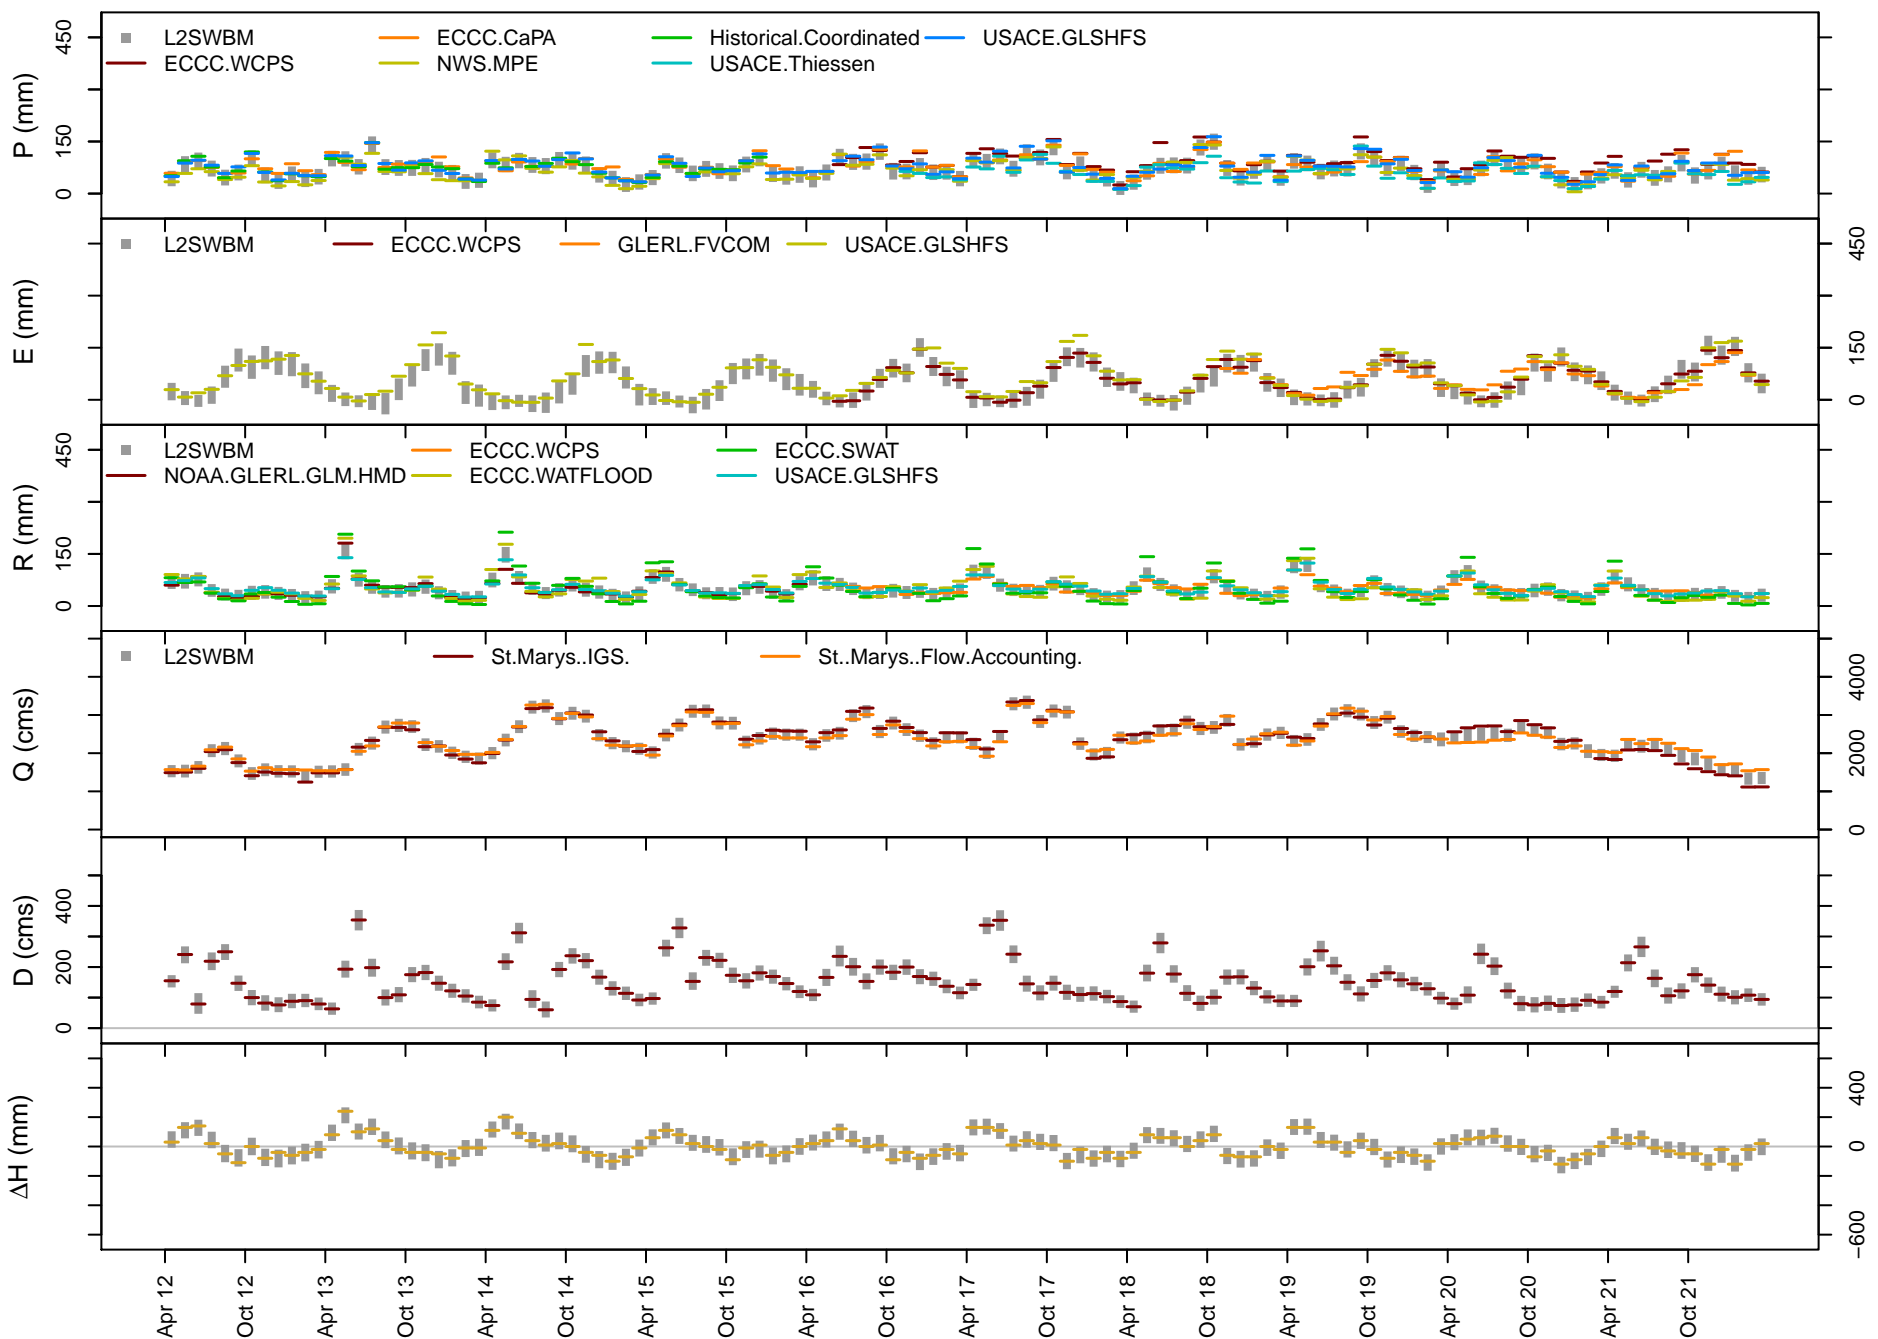 P (mm)
450
150
0
L2SWBM ECCC.CaPA Historical.Coordinated USACE.GLSHFS
ECCC.WCPS NWS.MPE USACE.Thiessen
E (mm)
L2SWBM ECCC.WCPS GLERL.FVCOM USACE.GLSHFS
450
150
0
R (mm)
450
150
0
L2SWBM ECCC.WCPS ECCC.SWAT
NOAA.GLERL.GLM.HMD ECCC.WATFLOOD USACE.GLSHFS
Q (cms)
L2SWBM St.Marys..IGS. St..Marys..Flow.Accounting.
4000
2000
0
D (cms)
400
200
0
ΔH (mm)
400
0
−600
Apr 12 Oct 12 Apr 13 Oct 13 Apr 14 Oct 14 Apr 15 Oct 15 Apr 16 Oct 16 Apr 17 Oct 17 Apr 18 Oct 18 Apr 19 Oct 19 Apr 20 Oct 20 Apr 21 Oct 21